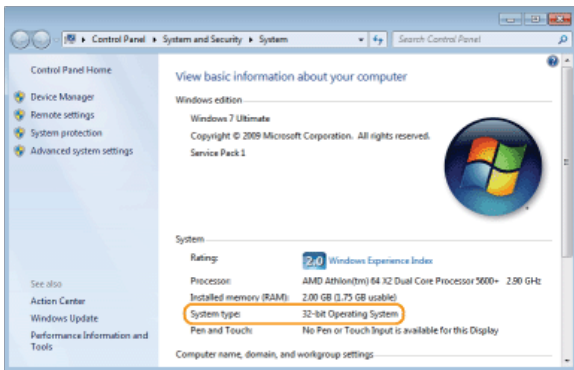 Control Panel ▸ System and Security ▸ System
Search Control Panel
Control Panel Home
Device Manager
Remote settings
System protection
Advanced system settings
See also
Action Center
Windows Update
Performance Information and
Tools
View basic information about your computer
Windows edition
Windows 7 Ultimate
Copyright © 2009 Microsoft Corporation. All rights reserved.
Service Pack 1
System
Rating: 2.0 Windows Experience Index
Processor: AMD Athlon(tm) 64 X2 Dual Core Processor 5600+ 2.90 GHz
Installed memory (RAM): 2.00 GB (1.75 GB usable)
System type: 32-bit Operating System
Pen and Touch: No Pen or Touch Input is available for this Display
Computer name, domain, and workgroup settings